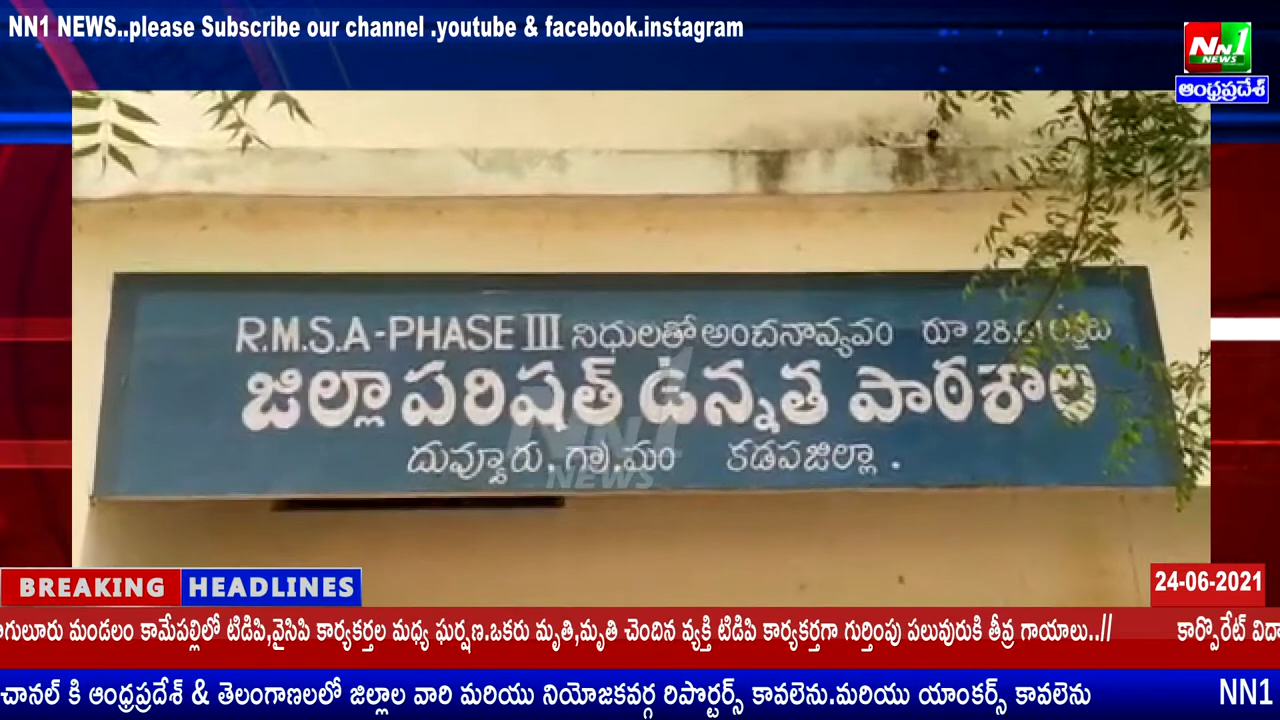 NN1 NEWS..please Subscribe our channel .youtube & facebook.instagram
NN1
NEWS
ఆంధ్రప్రదేశ్
R.M.S.A-PHASE III నిధులతో అంచనావ్యయం రూ
జిల్లా పరిషత్ ఉన్నత పాఠశాల
దువ్వూరు. గ్రా.మం కడపజిల్లా .
NN1
NEWS
BREAKING HEADLINES
24-06-2021
మండలం కామేపల్లిలో టిడిపి,వైసిపి కార్యకర్తల మధ్య ఘర్షణ.ఒకరు మృతి,మృతి చెందిన వ్యక్తి టిడిపి కార్యకర్తగా గుర్తింపు పలువురుకి తీవ్ర గాయాలు..// కార్పొరేట్
చానల్ కి ఆంధ్రప్రదేశ్ & తెలంగాణలలో జిల్లాల వారి మరియు నియోజకవర్గ రిపొర్టర్స్ కావలెను.మరియు యాంకర్స్ కావలెను NN1